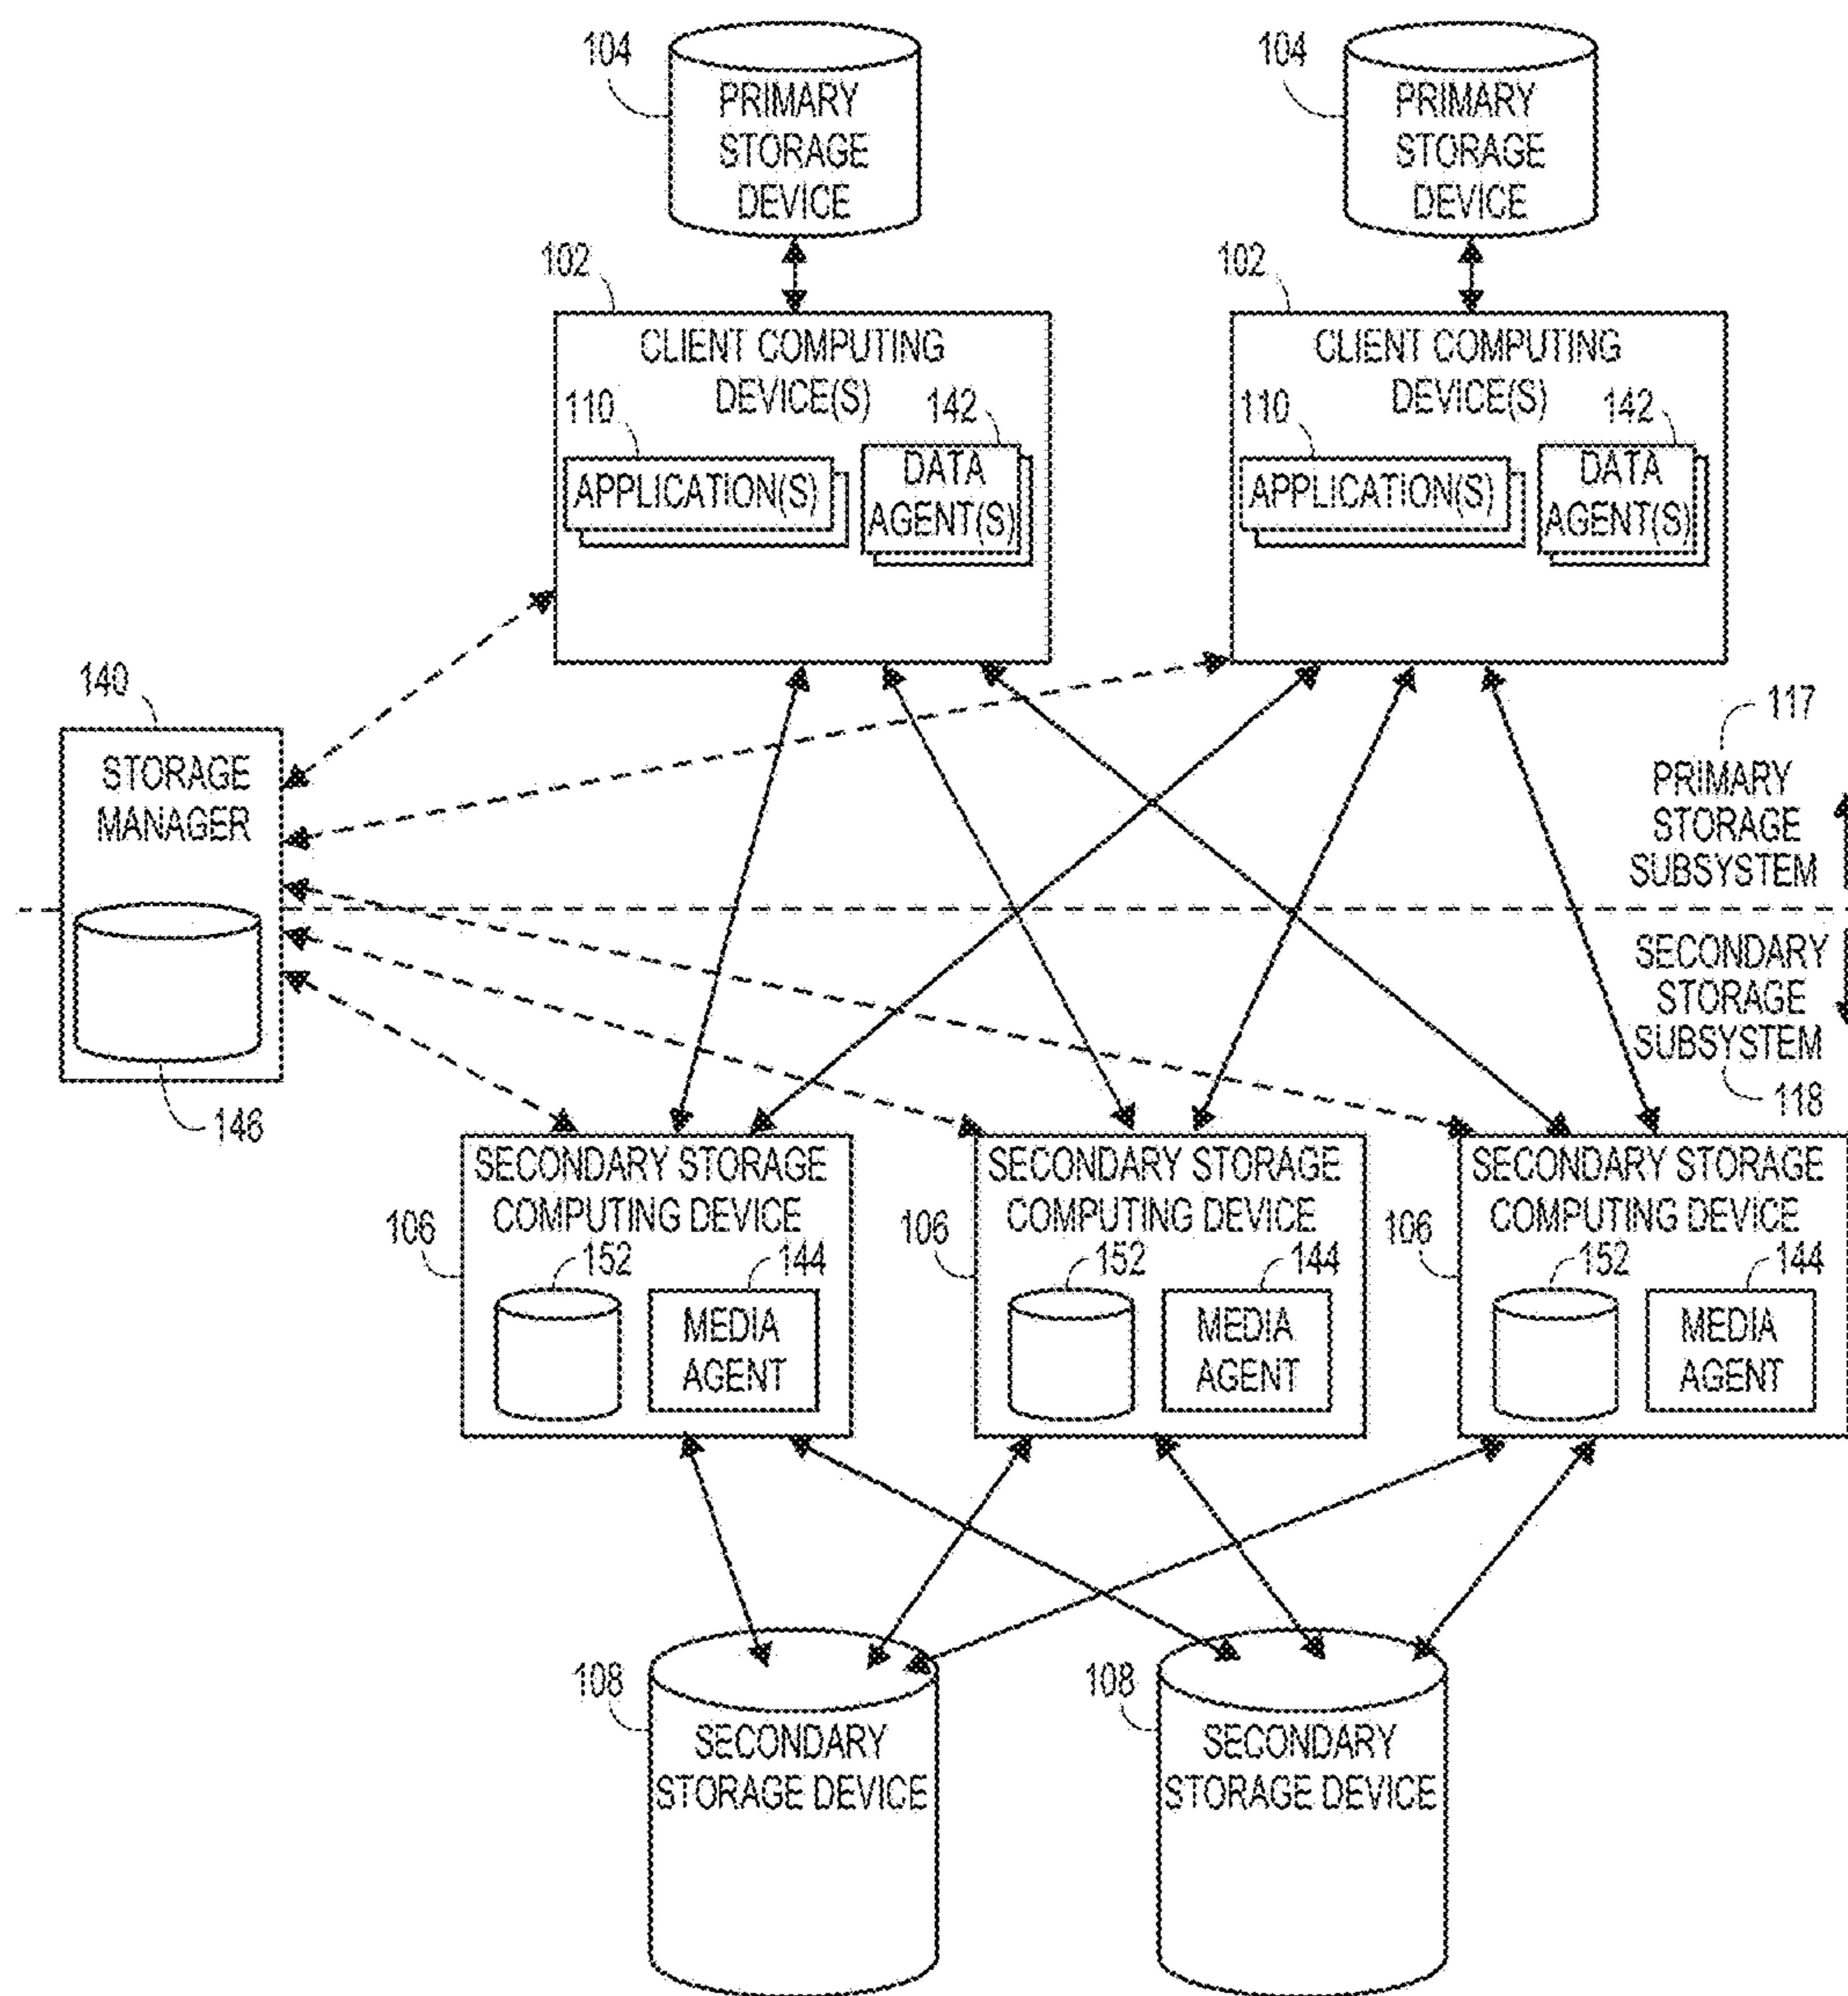 104
PRIMARY
STORAGE
DEVICE
104
PRIMARY
STORAGE
DEVICE
102
CLIENT COMPUTING
DEVICE(S)
110
142
APPLICATION(S)
DATA
AGENT(S)
102
CLIENT COMPUTING
DEVICE(S)
110
142
APPLICATION(S)
DATA
AGENT(S)
140
STORAGE
MANAGER
146
117
PRIMARY
STORAGE
SUBSYSTEM
SECONDARY
STORAGE
SUBSYSTEM
118
SECONDARY STORAGE
COMPUTING DEVICE
106
152
144
MEDIA
AGENT
SECONDARY STORAGE
COMPUTING DEVICE
106
152
144
MEDIA
AGENT
SECONDARY STORAGE
COMPUTING DEVICE
106
152
144
MEDIA
AGENT
108
SECONDARY
STORAGE DEVICE
108
SECONDARY
STORAGE DEVICE